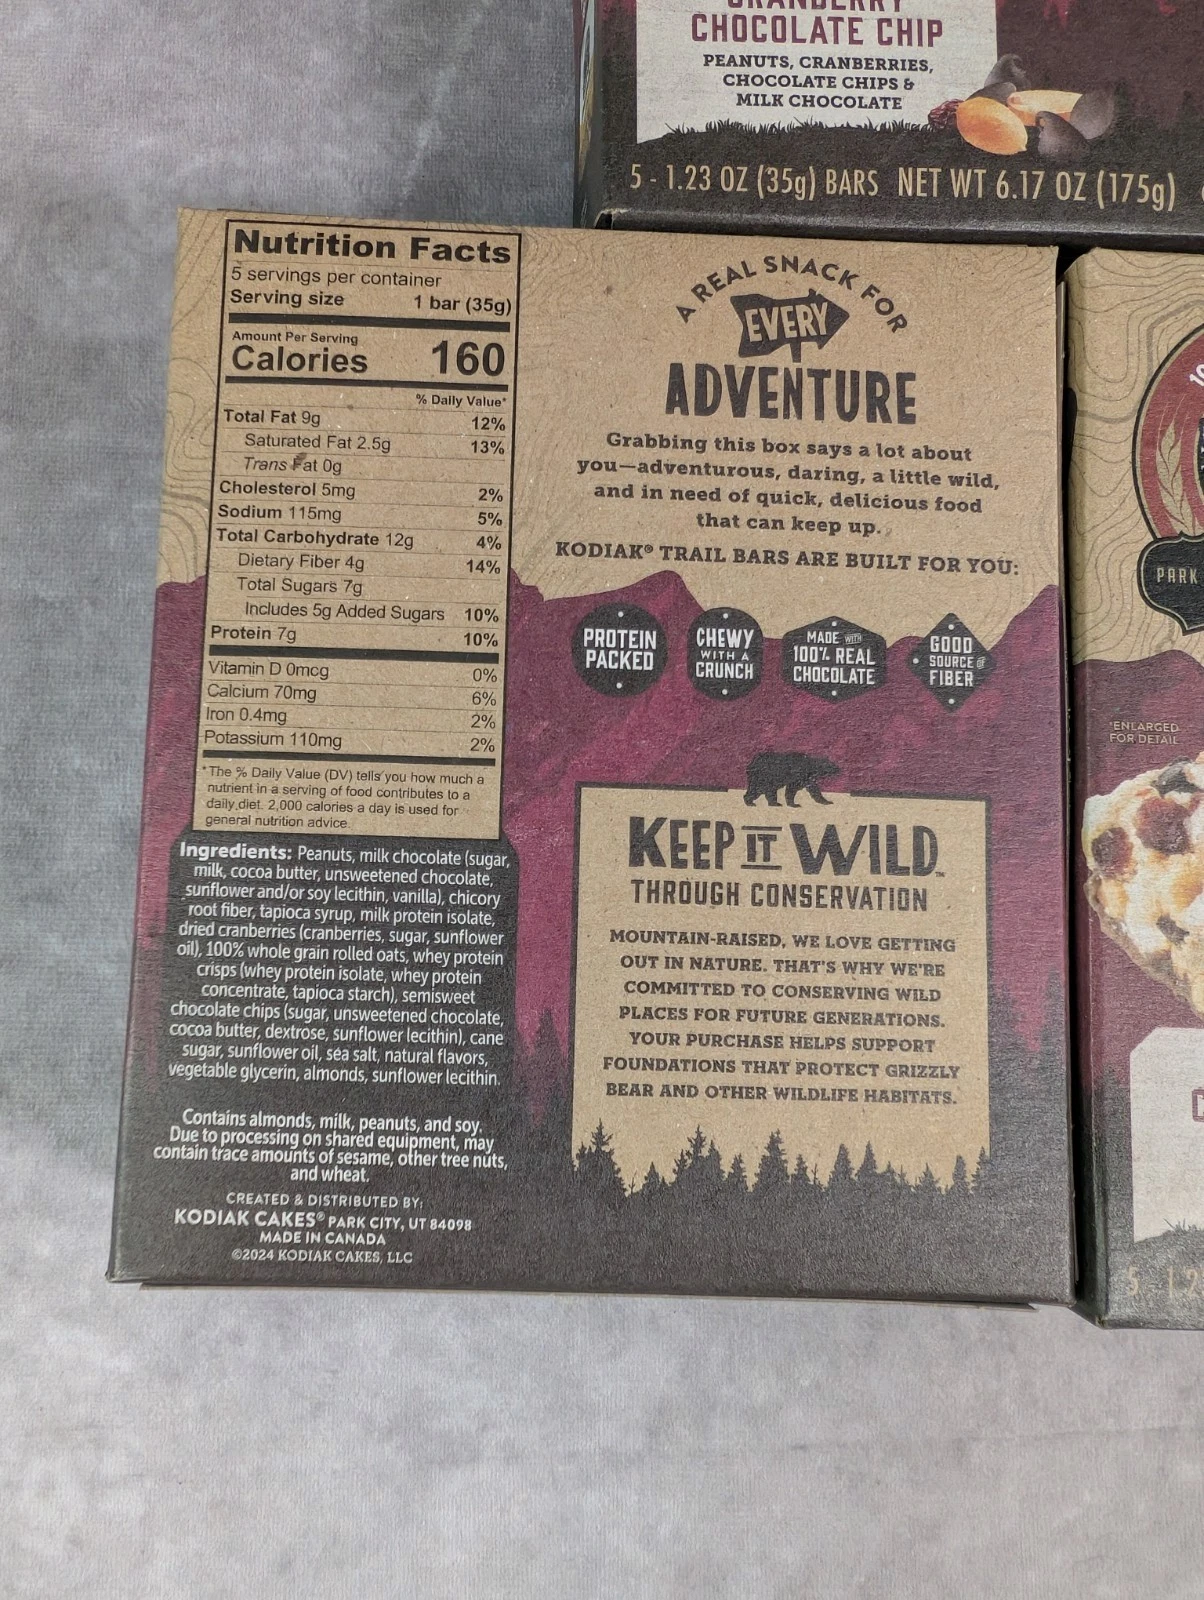 CHOCOLATE CHIP
PEANUTS, CRANBERRIES,
CHOCOLATE CHIPS &
MILK CHOCOLATE
5 - 1.23 OZ (35g) BARS NET WT 6.17 OZ (175g)
Nutrition Facts
5 servings per container
Serving size 1 bar (35g)
Amount Per Serving
Calories 160
% Daily Value*
Total Fat 9g 12%
Saturated Fat 2.5g 13%
Trans Fat 0g
Cholesterol 5mg 2%
Sodium 115mg 5%
Total Carbohydrate 12g 4%
Dietary Fiber 4g 14%
Total Sugars 7g
Includes 5g Added Sugars 10%
Protein 7g 10%
Vitamin D 0mcg 0%
Calcium 70mg 6%
Iron 0.4mg 2%
Potassium 110mg 2%
*The % Daily Value (DV) tells you how much a
nutrient in a serving of food contributes to a
daily diet. 2,000 calories a day is used for
general nutrition advice.
Ingredients: Peanuts, milk chocolate (sugar,
milk, cocoa butter, unsweetened chocolate,
sunflower and/or soy lecithin, vanilla), chicory
root fiber, tapioca syrup, milk protein isolate,
dried cranberries (cranberries, sugar, sunflower
oil), 100% whole grain rolled oats, whey protein
crisps (whey protein isolate, whey protein
concentrate, tapioca starch), semisweet
chocolate chips (sugar, unsweetened chocolate,
cocoa butter, dextrose, sunflower lecithin), cane
sugar, sunflower oil, sea salt, natural flavors,
vegetable glycerin, almonds, sunflower lecithin.
Contains almonds, milk, peanuts, and soy.
Due to processing on shared equipment, may
contain trace amounts of sesame, other tree nuts,
and wheat.
CREATED & DISTRIBUTED BY:
KODIAK CAKES® PARK CITY, UT 84098
MADE IN CANADA
©2024 KODIAK CAKES, LLC
A REAL SNACK FOR
EVERY
ADVENTURE
Grabbing this box says a lot about
you—adventurous, daring, a little wild,
and in need of quick, delicious food
that can keep up.
KODIAK® TRAIL BARS ARE BUILT FOR YOU:
PROTEIN
PACKED
CHEWY
WITH A
CRUNCH
MADE WITH
100% REAL
CHOCOLATE
GOOD
SOURCE OF
FIBER
KEEP IT WILD™
THROUGH CONSERVATION
MOUNTAIN-RAISED, WE LOVE GETTING
OUT IN NATURE. THAT'S WHY WE'RE
COMMITTED TO CONSERVING WILD
PLACES FOR FUTURE GENERATIONS.
YOUR PURCHASE HELPS SUPPORT
FOUNDATIONS THAT PROTECT GRIZZLY
BEAR AND OTHER WILDLIFE HABITATS.
PARK
*ENLARGED
FOR DETAIL